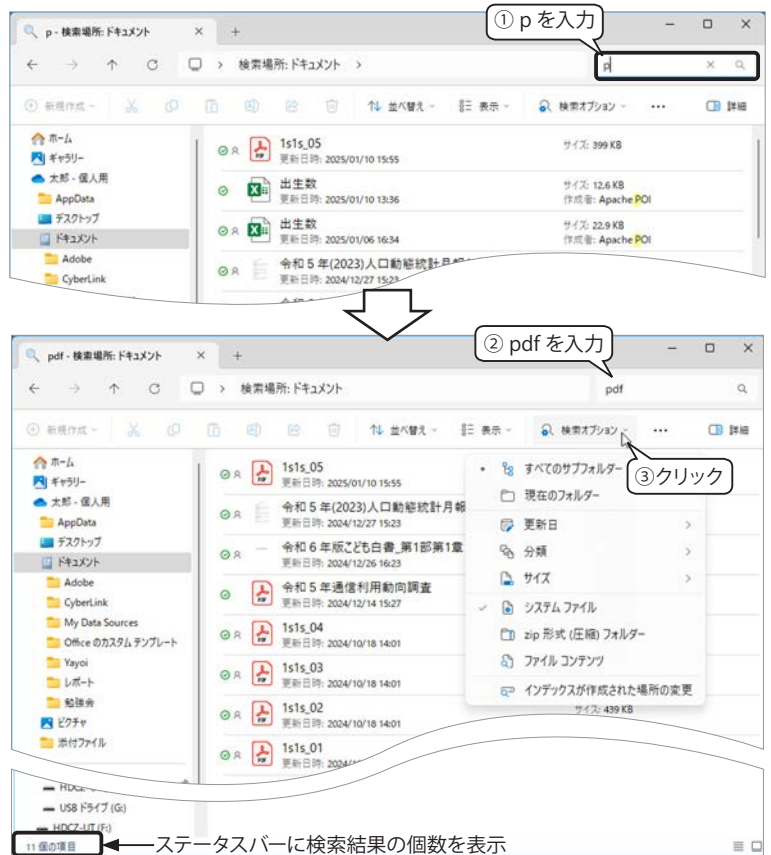 ① p を入力
p - 検索場所: ドキュメント
検索場所: ドキュメント
p
新規作成
並べ替え
表示
検索オプション
詳細
ホーム
ギャラリー
太郎 - 個人用
AppData
デスクトップ
ドキュメント
Adobe
CyberLink
1s1s_05
更新日時: 2025/01/10 15:55
サイズ: 399 KB
出生数
更新日時: 2025/01/10 13:36
サイズ: 12.6 KB
作成者: Apache POI
出生数
更新日時: 2025/01/06 16:34
サイズ: 22.9 KB
作成者: Apache POI
令和 5 年(2023)人口動態統計月報
更新日時: 2024/12/27 15:23
② pdf を入力
pdf - 検索場所: ドキュメント
検索場所: ドキュメント
pdf
新規作成
並べ替え
表示
検索オプション
詳細
③クリック
ホーム
ギャラリー
太郎 - 個人用
AppData
デスクトップ
ドキュメント
Adobe
CyberLink
My Data Sources
Office のカスタム テンプレート
Yayoi
レポート
勉強会
ピクチャ
添付ファイル
HDCZ-UT
USB ドライブ (G:)
HDCZ-UT (F:)
1s1s_05
更新日時: 2025/01/10 15:55
令和 5 年(2023)人口動態統計月報
更新日時: 2024/12/27 15:23
令和 6 年版こども白書_第1部第1章
更新日時: 2024/12/26 16:23
令和 5 年通信利用動向調査
更新日時: 2024/12/14 15:27
1s1s_04
更新日時: 2024/10/18 14:01
1s1s_03
更新日時: 2024/10/18 14:01
1s1s_02
更新日時: 2024/10/18 14:01
サイズ: 439 KB
1s1s_01
更新日時: 2024/
すべてのサブフォルダー
現在のフォルダー
更新日
分類
サイズ
システム ファイル
zip 形式 (圧縮) フォルダー
ファイル コンテンツ
インデックスが作成された場所の変更
11 個の項目
ステータスバーに検索結果の個数を表示